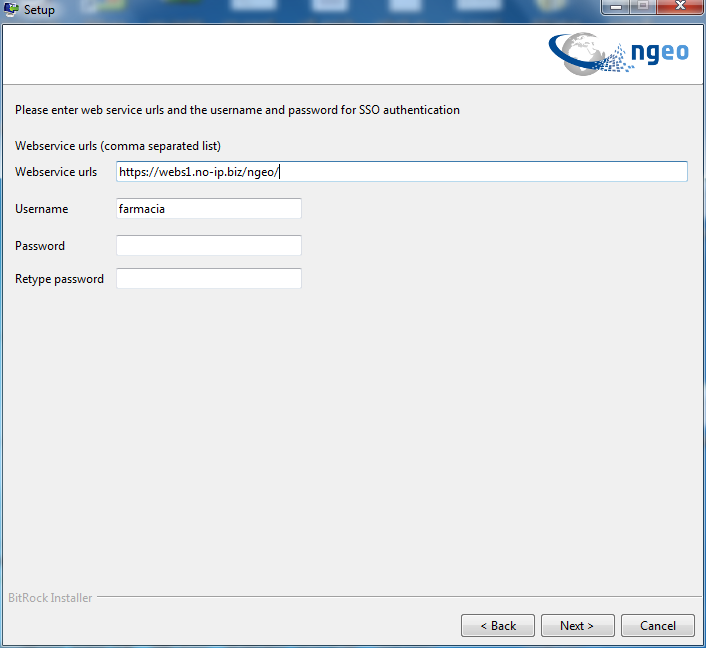 Setup
ngeo
Please enter web service urls and the username and password for SSO authentication
Webservice urls (comma separated list)
Webservice urls https://webs1.no-ip.biz/ngeo/
Username farmacia
Password
Retype password
BitRock Installer
< Back Next > Cancel